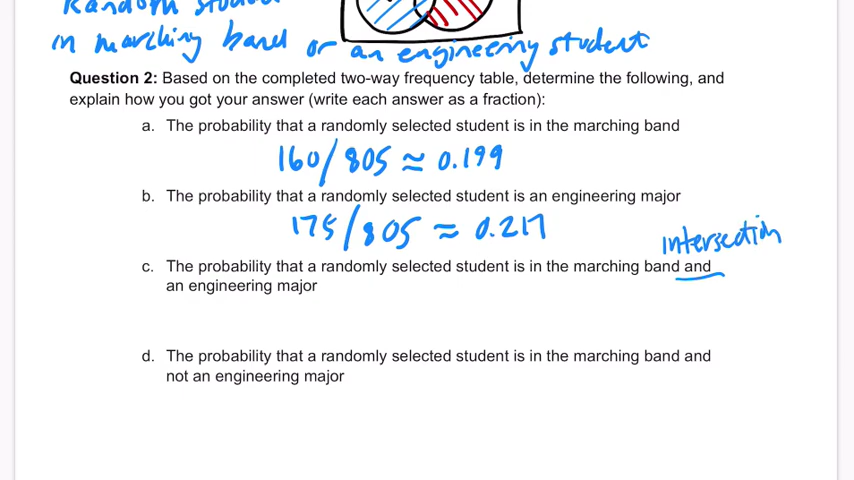 Random stude
in marching band or an engineering student
Question 2: Based on the completed two-way frequency table, determine the following, and
explain how you got your answer (write each answer as a fraction):
a. The probability that a randomly selected student is in the marching band
160/805 ≈ 0.199
b. The probability that a randomly selected student is an engineering major
175/805 ≈ 0.217
intersection
c. The probability that a randomly selected student is in the marching band and
an engineering major
d. The probability that a randomly selected student is in the marching band and
not an engineering major